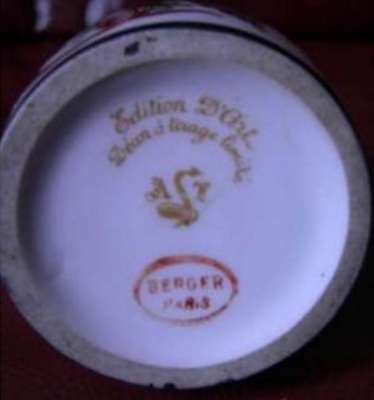 Edition D'Art
Décor à tirage limité
BERGER
PARIS